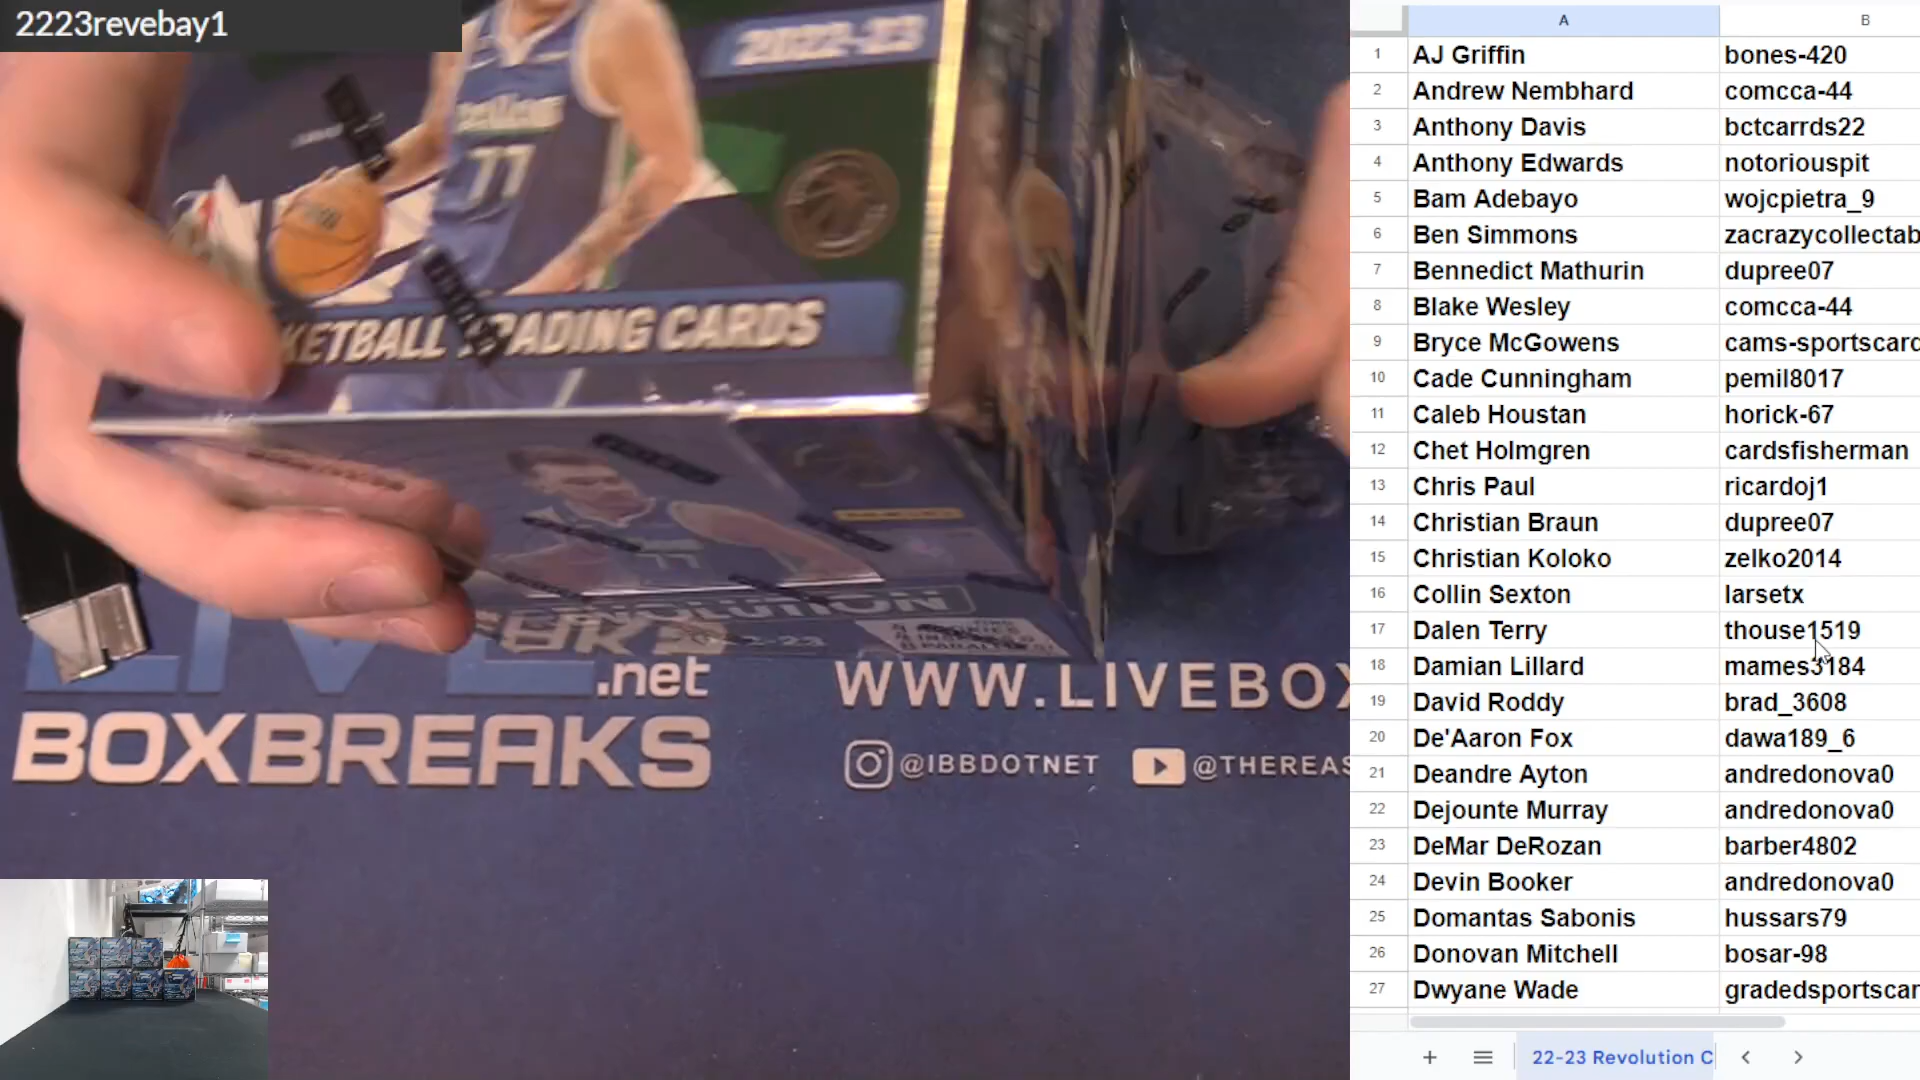 2223revebay1
2022-23
77
KETBALL TRADING CARDS
.net
BOXBREAKS
WWW.LIVEBOX
@IBBDOTNET
@THEREAS
A B
1 AJ Griffin bones-420
2 Andrew Nembhard comcca-44
3 Anthony Davis bctcarrds22
4 Anthony Edwards notoriouspit
5 Bam Adebayo wojcpietra_9
6 Ben Simmons zacrazycollectab
7 Bennedict Mathurin dupree07
8 Blake Wesley comcca-44
9 Bryce McGowens cams-sportscard
10 Cade Cunningham pemil8017
11 Caleb Houstan horick-67
12 Chet Holmgren cardsfisherman
13 Chris Paul ricardoj1
14 Christian Braun dupree07
15 Christian Koloko zelko2014
16 Collin Sexton larsetx
17 Dalen Terry thouse1519
18 Damian Lillard mames3184
19 David Roddy brad_3608
20 De'Aaron Fox dawa189_6
21 Deandre Ayton andredonova0
22 Dejounte Murray andredonova0
23 DeMar DeRozan barber4802
24 Devin Booker andredonova0
25 Domantas Sabonis hussars79
26 Donovan Mitchell bosar-98
27 Dwyane Wade gradedsportscar
22-23 Revolution C